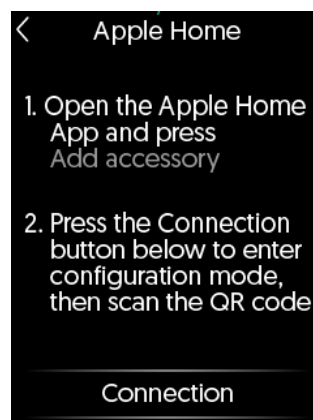 Apple Home
1. Open the Apple Home
App and press
Add accessory
2. Press the Connection
button below to enter
configuration mode,
then scan the QR code
Connection